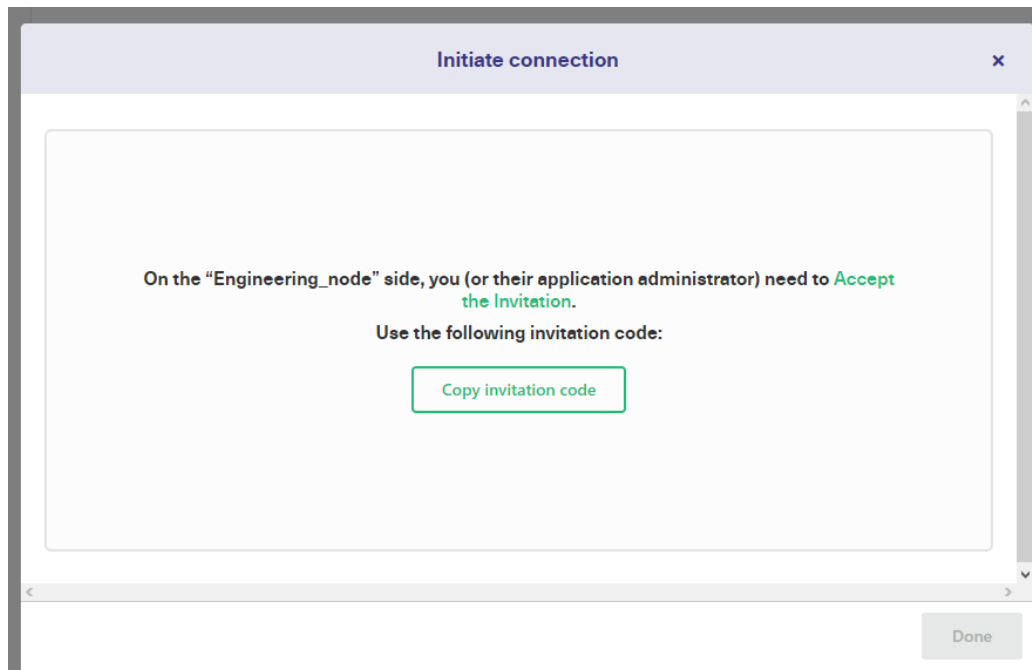 Initiate connection
On the “Engineering_node” side, you (or their application administrator) need to Accept
the Invitation.
Use the following invitation code:
Copy invitation code
Done